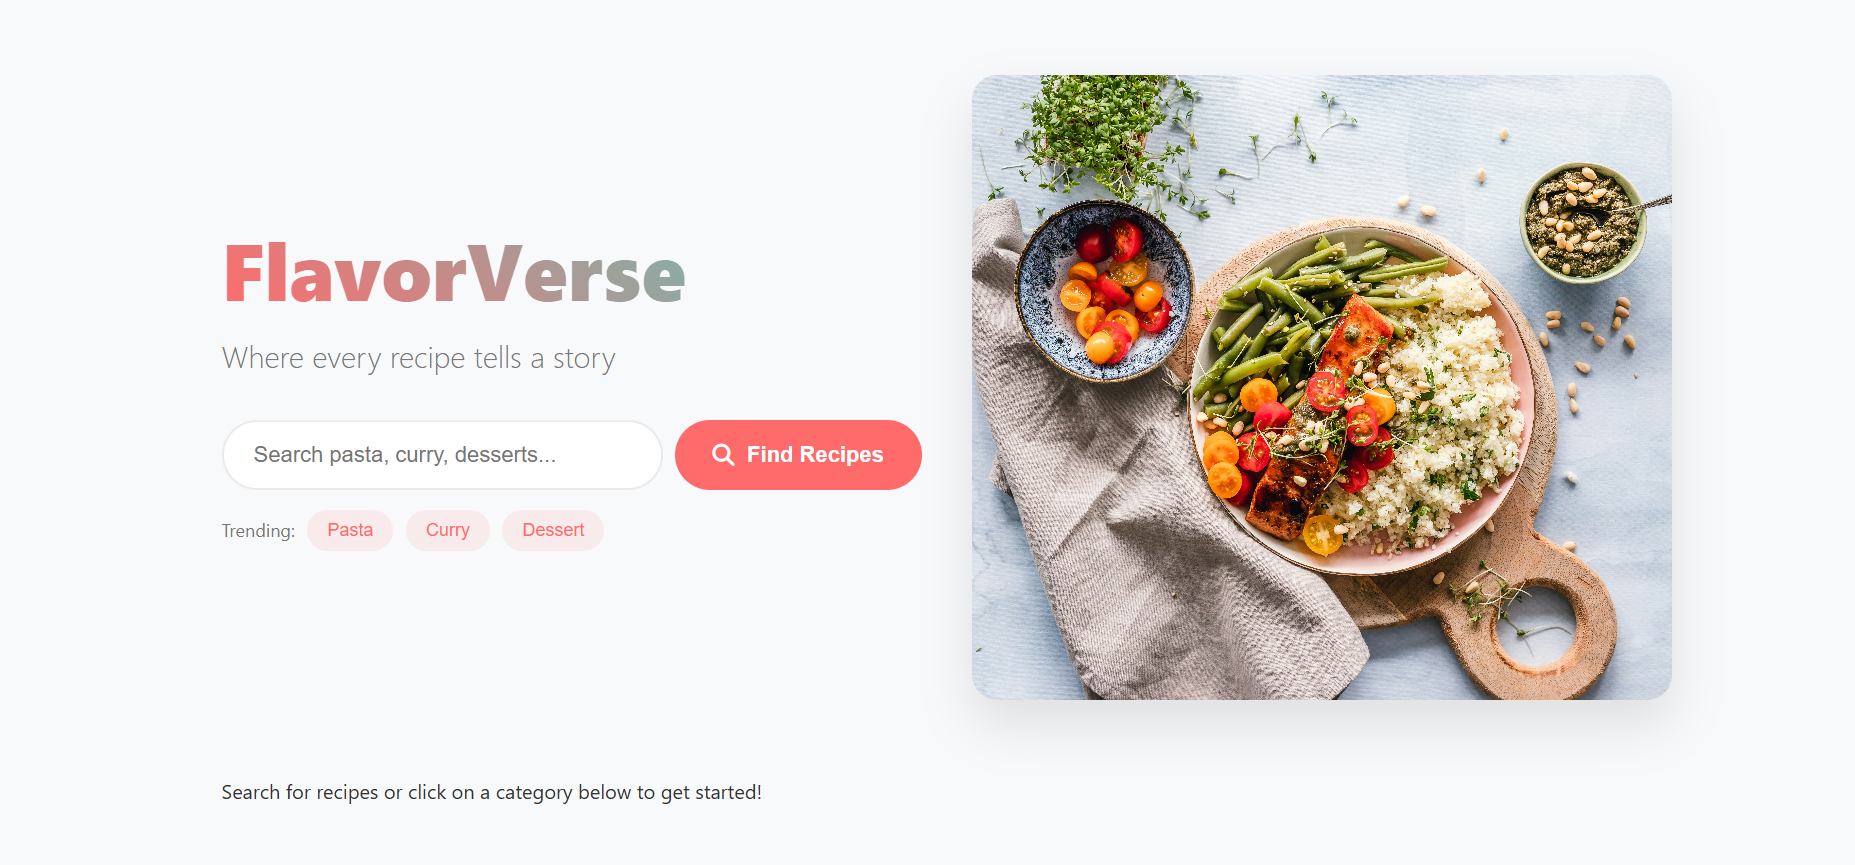 FlavorVerse
Where every recipe tells a story
Search pasta, curry, desserts...
Find Recipes
Trending:
Pasta
Curry
Dessert
Search for recipes or click on a category below to get started!